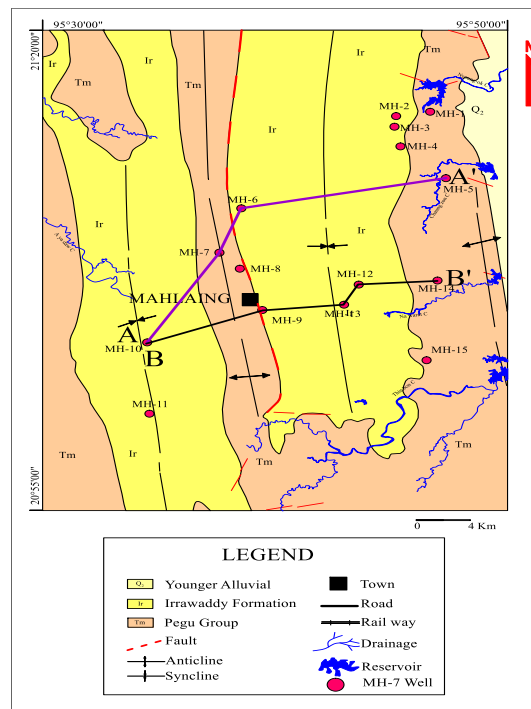 95°30'00"
95°50'00"
21°20'00"
N
Ir
Tm
Ir
Tm
Q2
MH-2
MH-1
MH-3
MH-4
A'
MH-5
MH-6
Ir
Ir
MH-7
MH-8
MH-12
B'
MH-14
MAHLAING
MH-9
MH-13
A
B
MH-10
MH-15
MH-11
Tm
Ir
Tm
Tm
20°55'00"
0
4 Km
LEGEND
Q2 Younger Alluvial
Town
Ir Irrawaddy Formation
Road
Tm Pegu Group
Rail way
Fault
Drainage
Anticline
Reservoir
Syncline
MH-7 Well